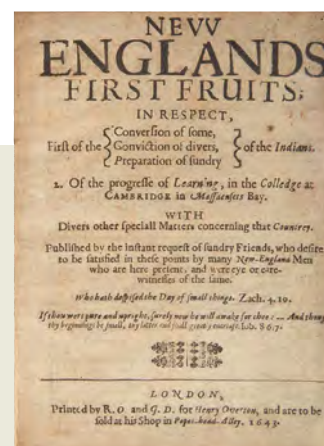 NEVV
ENGLANDS
FIRST FRUITS;
IN RESPECT,
First of the { Conversion of some, } of the Indians.
Conviction of divers,
Preparation of sundry
2. Of the progresse of Learning, in the Colledge at
CAMBRIDGE in Massacusets Bay.
WITH
Divers other speciall Matters concerning that Countrey.
Published by the instant request of sundry Friends, who desire
to be satisfied in these points by many New-England Men
who are here present, and were eye or eare-
witnesses of the same.
Who hath despised the Day of small things. Zach. 4. 10.
If thou wert pure and upright, surely now he will awake for thee: ... And though
thy beginnings be small, thy latter end shall greatly encrease. Iob. 8 6,7.
LONDON,
Printed by R. O. and G. D. for Henry Overton, and are to be
sold at his Shop in Popes-head-Alley. 1643.